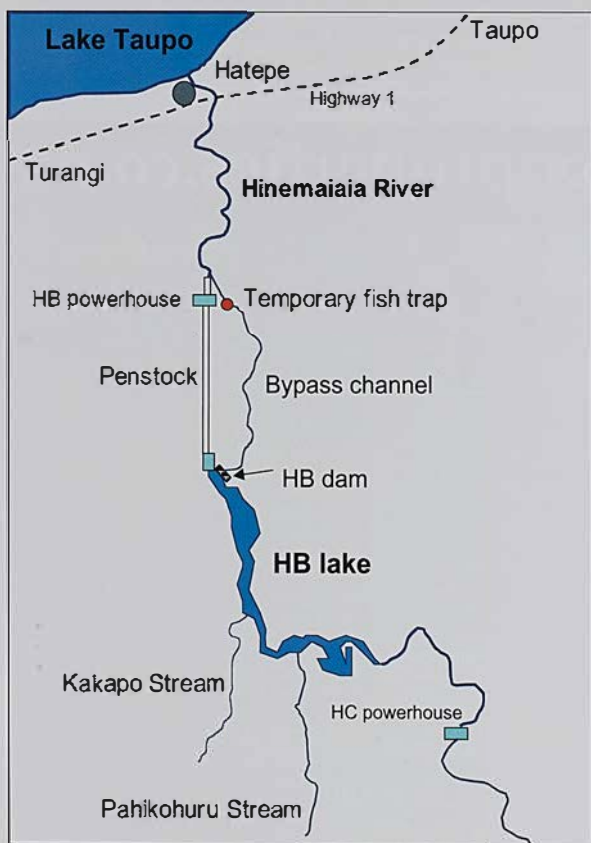 Lake Taupo
Taupo
Hatepe
Highway 1
Turangi
Hinemaiaia River
HB powerhouse
Temporary fish trap
Penstock
Bypass channel
HB dam
HB lake
Kakapo Stream
HC powerhouse
Pahikohuru Stream